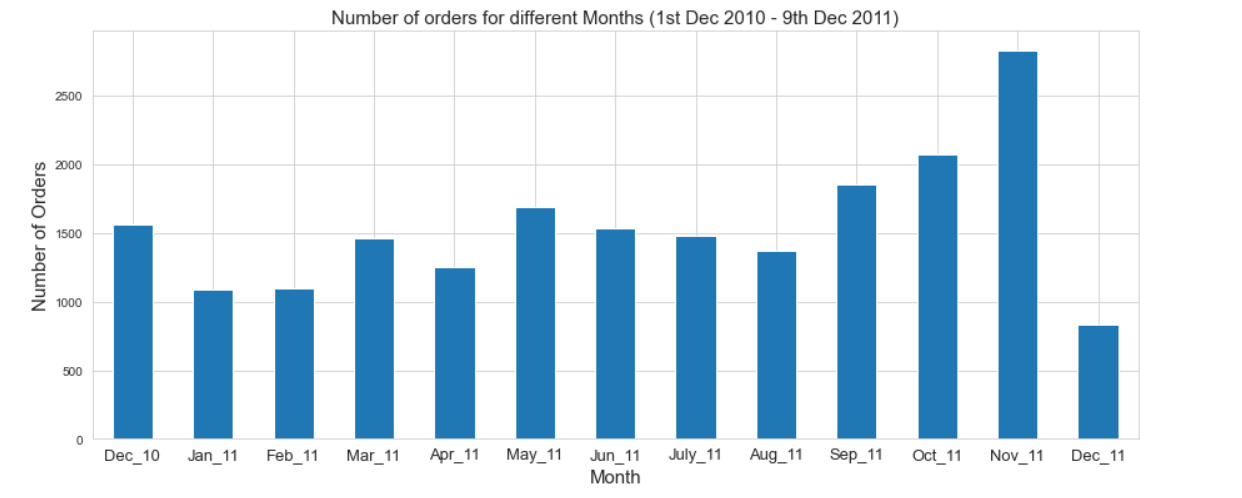 Number of orders for different Months (1st Dec 2010 - 9th Dec 2011)
Number of Orders
2500
2000
1500
1000
500
0
Dec_10 Jan_11 Feb_11 Mar_11 Apr_11 May_11 Jun_11 July_11 Aug_11 Sep_11 Oct_11 Nov_11 Dec_11
Month